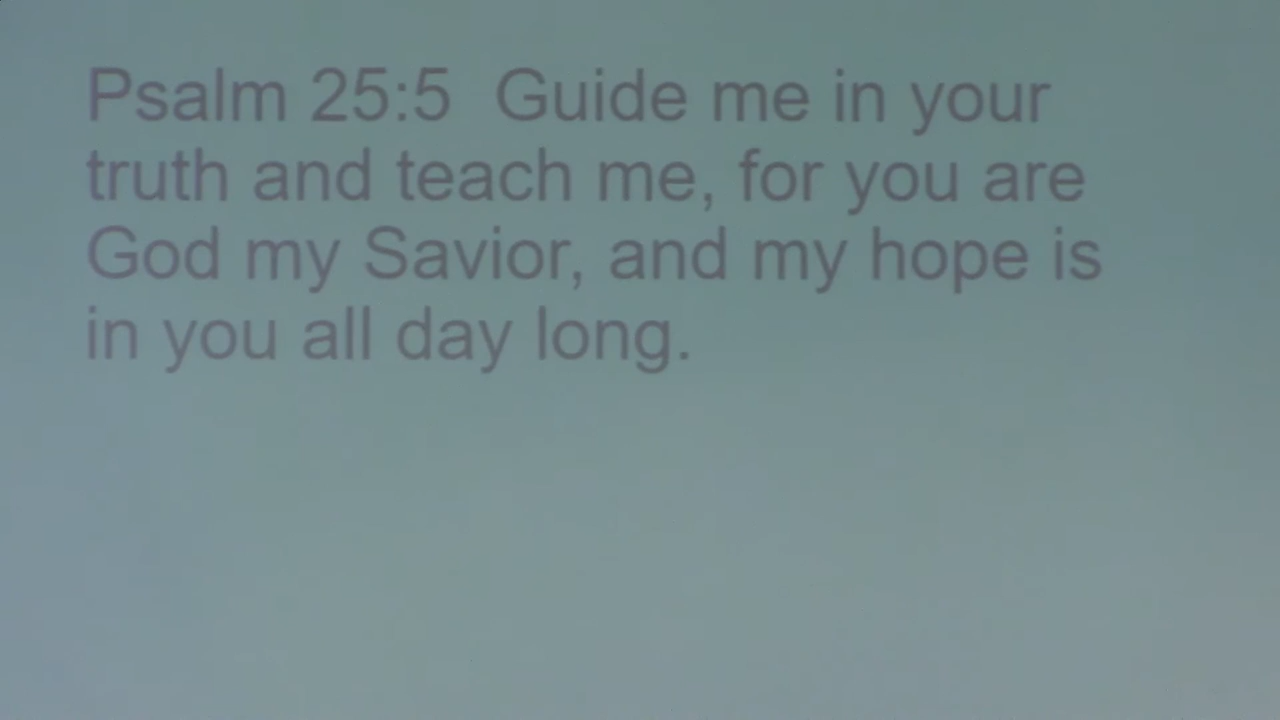 Psalm 25:5  Guide me in your
truth and teach me, for you are
God my Savior, and my hope is
in you all day long.